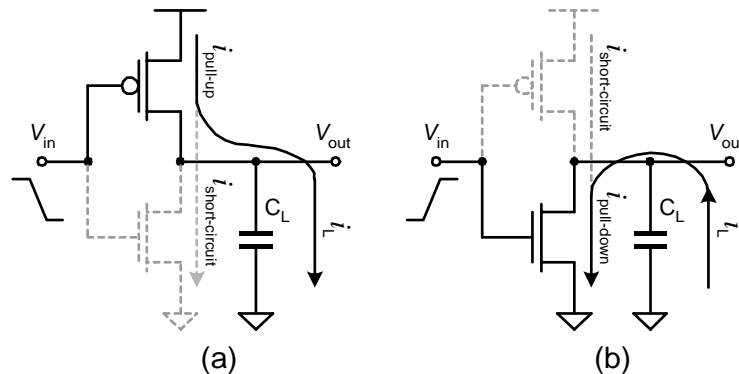 i pull-up
V in
V out
i short-circuit
C L
i L
(a)
i short-circuit
V in
V ou
i pull-down
C L
i L
(b)